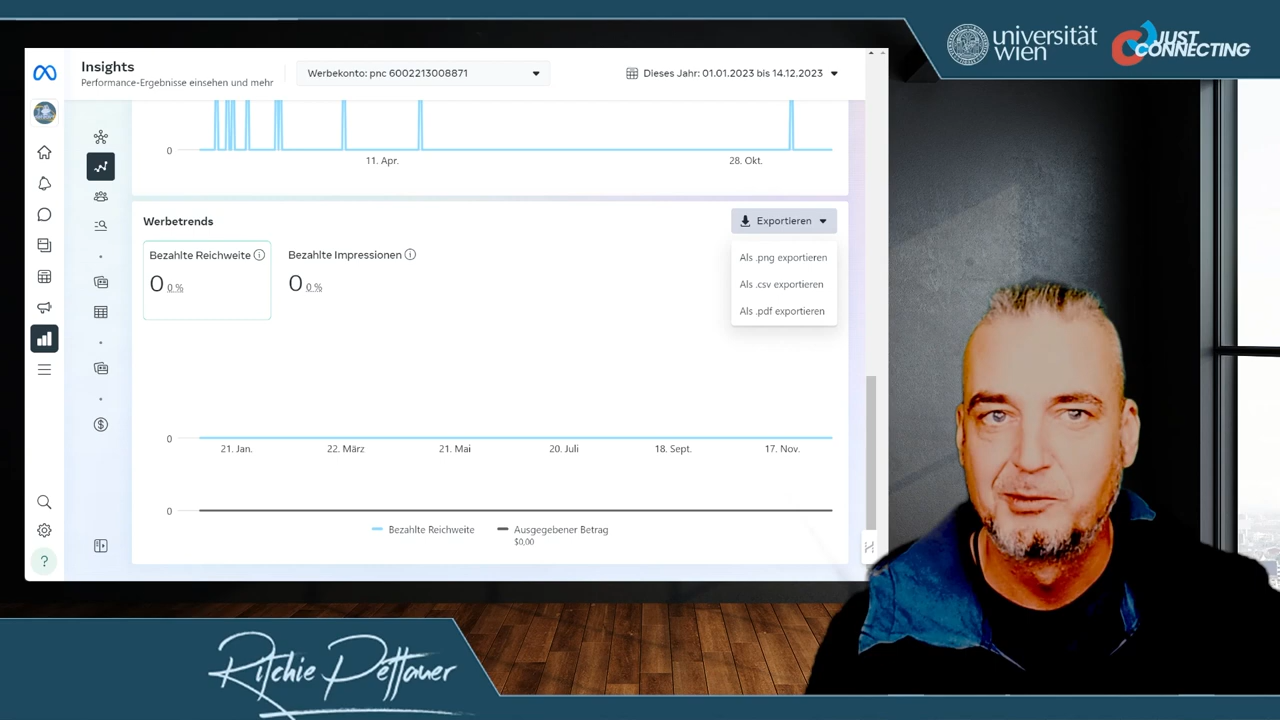 universität
wien
JUST
CONNECTING
Insights
Performance-Ergebnisse einsehen und mehr
Werbekonto: pnc 6002213008871
Dieses Jahr: 01.01.2023 bis 14.12.2023
0
11. Apr.
28. Okt.
Werbetrends
Exportieren
Als .png exportieren
Als .csv exportieren
Als .pdf exportieren
Bezahlte Reichweite
0 0 %
Bezahlte Impressionen
0 0 %
0
21. Jan.
22. März
21. Mai
20. Juli
18. Sept.
17. Nov.
0
Bezahlte Reichweite
Ausgegebener Betrag
$0,00
?
Ritchie Pettauer